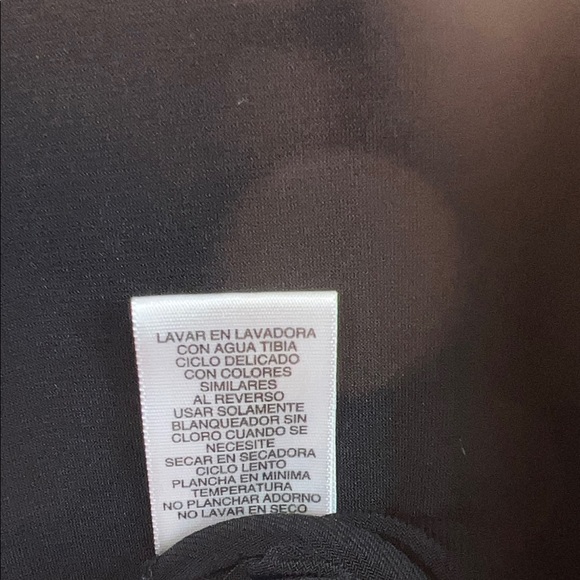 LAVAR EN LAVADORA
CON AGUA TIBIA
CICLO DELICADO
CON COLORES
SIMILARES
AL REVERSO
USAR SOLAMENTE
BLANQUEADOR SIN
CLORO CUANDO SE
NECESITE
SECAR EN SECADORA
CICLO LENTO
PLANCHA EN MINIMA
TEMPERATURA
NO PLANCHAR ADORNO
NO LAVAR EN SECO